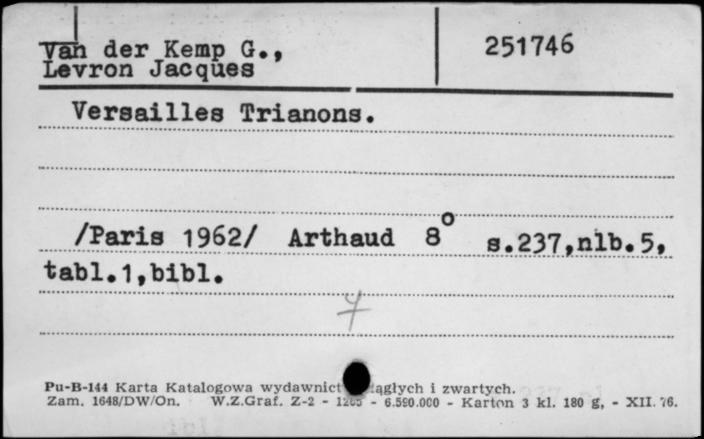 Van der Kemp G.,
Levron Jacques
251746
Versailles Trianons.
/Paris 1962/ Arthaud 8° s.237,nlb.5,
tabl.1,bibl.
7
Pu-B-144 Karta Katalogowa i zwartych.
Zam. 1648/DW/On. W.Z.Graf. Z-2 - - 6.590.000 - Karton 3 kl. 180 g, - XII.76.